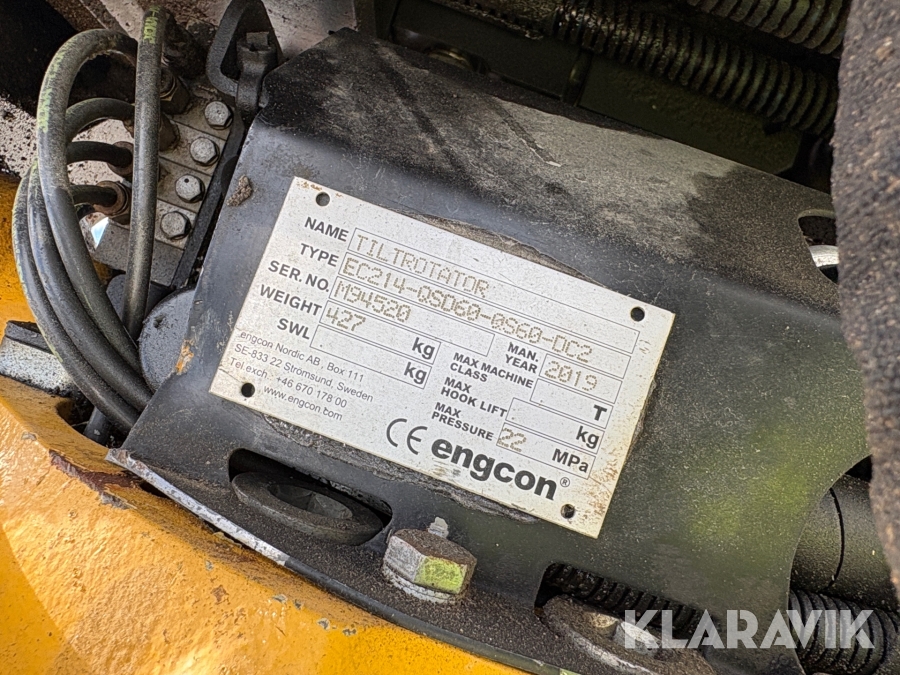 NAME TILTROTATOR
TYPE EC214-QSD60-QS60-DC2
SER.NO. M94520 MAN. YEAR 2019
WEIGHT 427 kg MAX MACHINE CLASS T
SWL kg MAX HOOK LIFT kg
MAX PRESSURE 22 MPa
engcon Nordic AB, Box 111
SE-833 22 Strömsund, Sweden
Tel exch. +46 670 178 00
www.engcon.com
CE engcon®
KLARAVIK